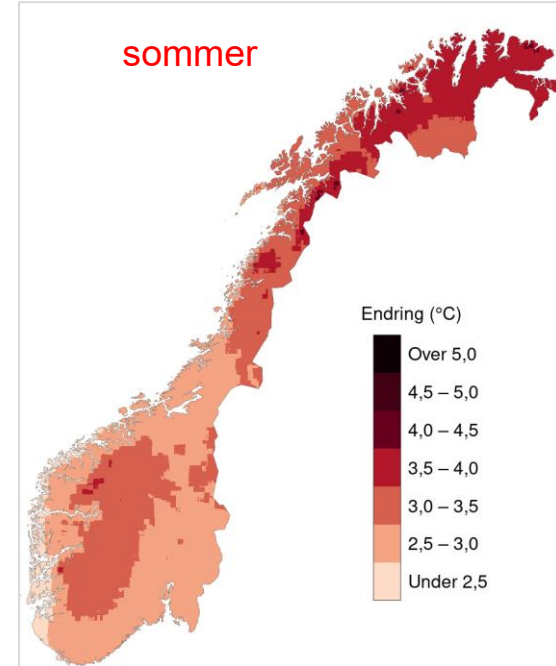 sommer
Endring (°C)
Over 5,0
4,5 – 5,0
4,0 – 4,5
3,5 – 4,0
3,0 – 3,5
2,5 – 3,0
Under 2,5